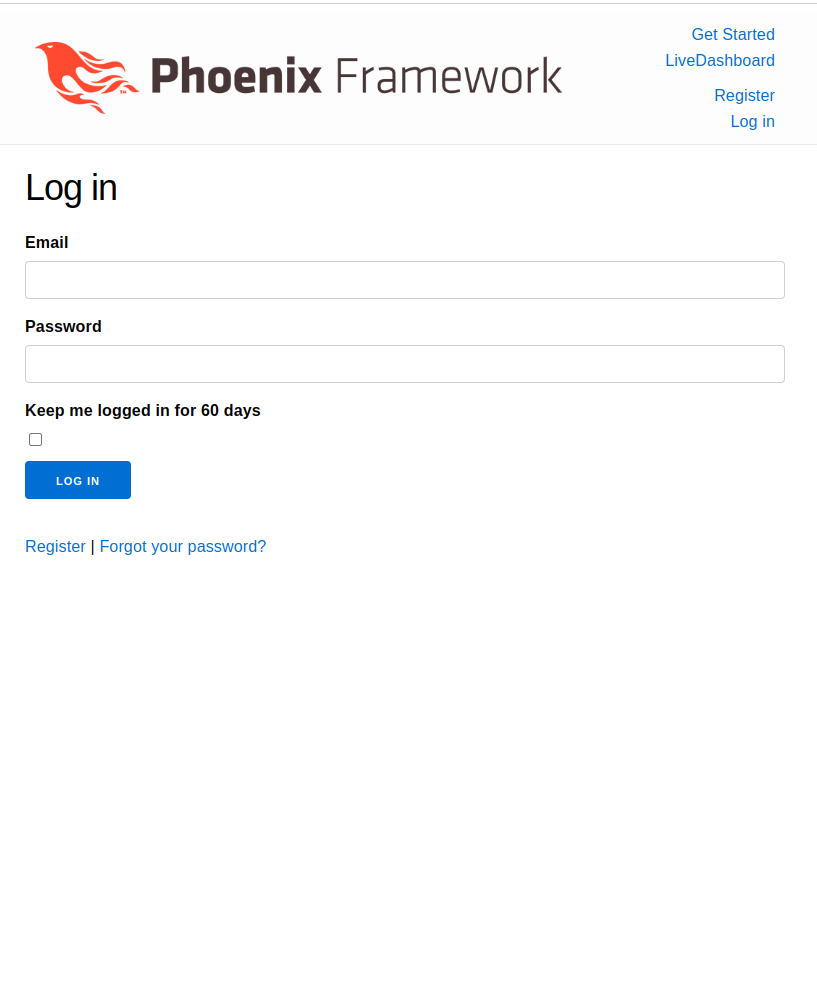 Phoenix Framework
TM
Get Started
LiveDashboard
Register
Log in
Log in
Email
Password
Keep me logged in for 60 days
LOG IN
Register | Forgot your password?